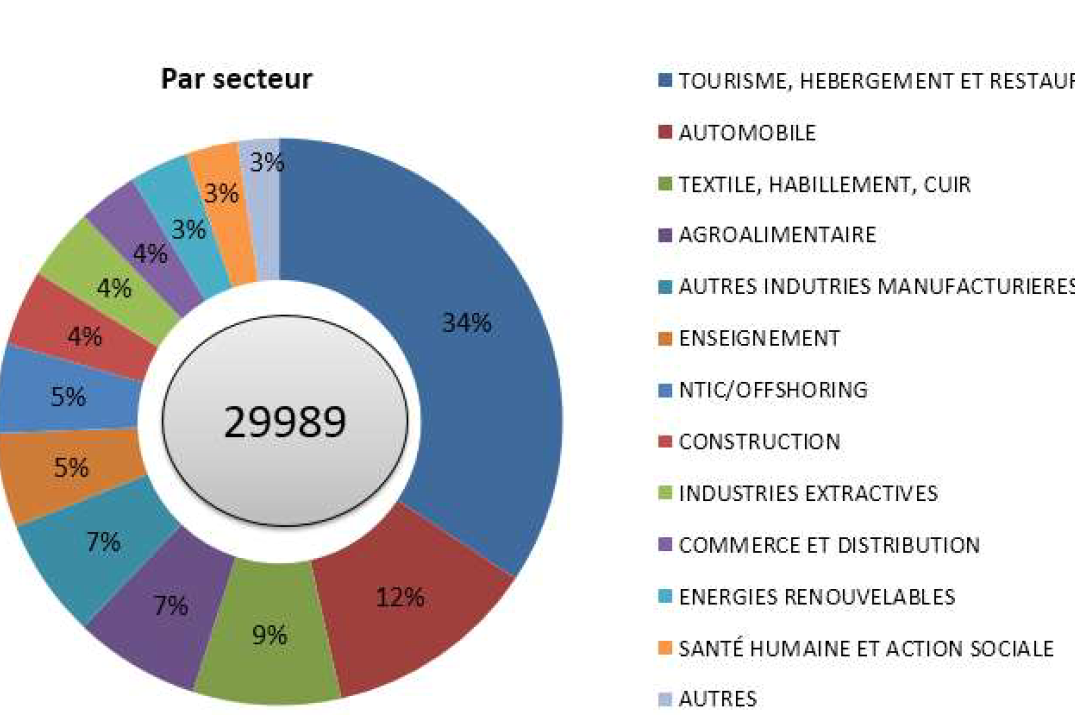 Par secteur
34%
12%
9%
7%
7%
5%
5%
4%
4%
4%
3%
3%
3%
29989
TOURISME, HEBERGEMENT ET
AUTOMOBILE
TEXTILE, HABILLEMENT, CUIR
AGROALIMENTAIRE
AUTRES INDUTRIES MANUFACTURIERES
ENSEIGNEMENT
NTIC/OFFSHORING
CONSTRUCTION
INDUSTRIES EXTRACTIVES
COMMERCE ET DISTRIBUTION
ENERGIES RENOUVELABLES
SANTÉ HUMAINE ET ACTION SOCIALE
AUTRES